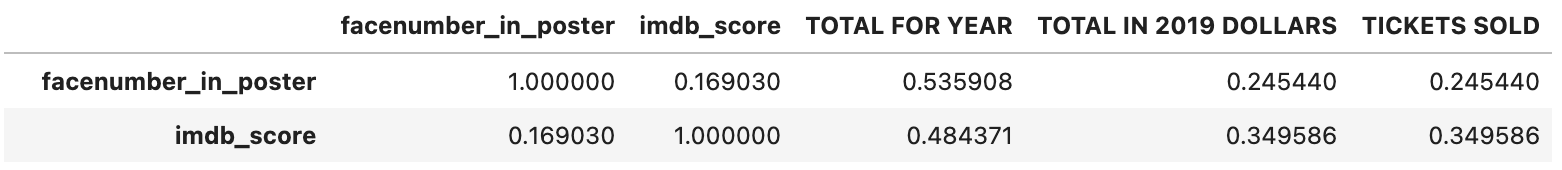 facenumber_in_poster imdb_score TOTAL FOR YEAR TOTAL IN 2019 DOLLARS TICKETS SOLD
facenumber_in_poster 1.000000 0.169030 0.535908 0.245440 0.245440
imdb_score 0.169030 1.000000 0.484371 0.349586 0.349586